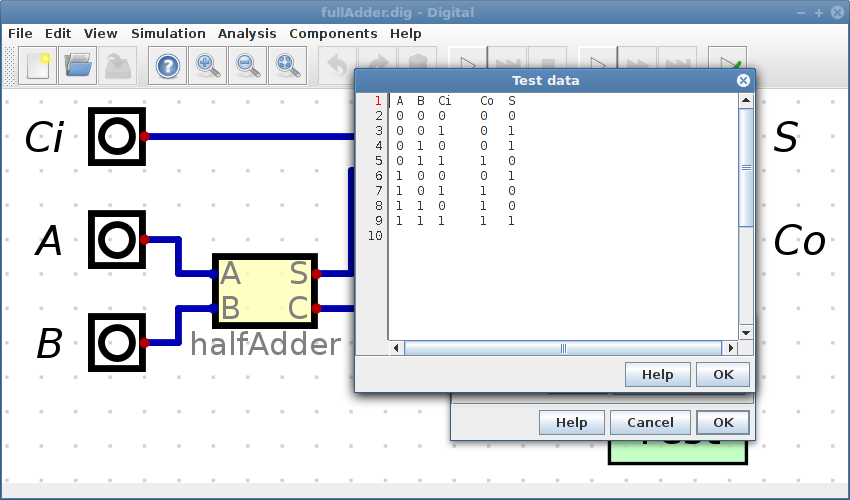 fullAdder.dig - Digital
File Edit View Simulation Analysis Components Help
Test data
1 A B Ci Co S
2 0 0 0 0 0
3 0 0 1 0 1
4 0 1 0 0 1
5 0 1 1 1 0
6 1 0 0 0 1
7 1 0 1 1 0
8 1 1 0 1 0
9 1 1 1 1 1
10
Help OK
Help Cancel OK
Ci
A
B
A S
B C
halfAdder
S
Co